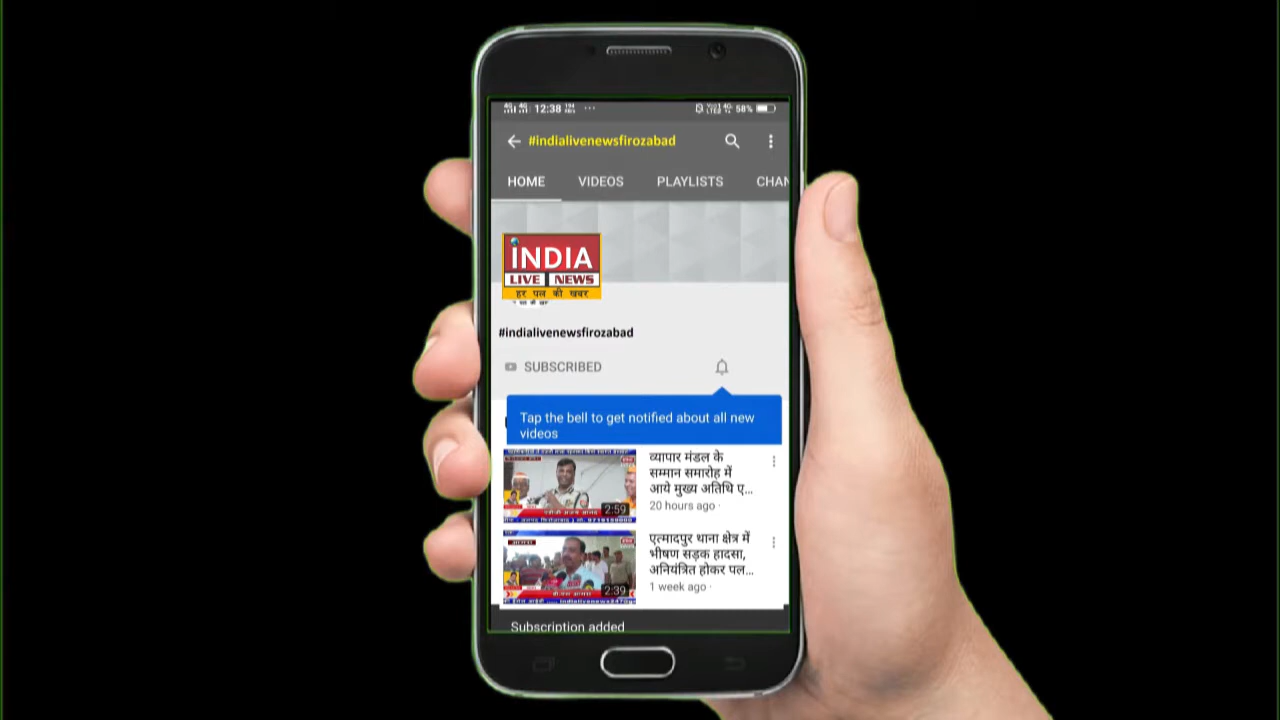 12:38 ... 58%
#indialivenewsfirozabad
HOME VIDEOS PLAYLISTS CHAN
INDIA
LIVE NEWS
हर पल की खबर
#indialivenewsfirozabad
SUBSCRIBED
Tap the bell to get notified about all new
videos
व्यापार मंडल के
सम्मान समारोह में
आये मुख्य अतिथि ए...
20 hours ago ·
2:59
एत्मादपुर थाना क्षेत्र में
भीषण सड़क हादसा,
अनियंत्रित होकर पल...
1 week ago ·
2:39
Subscription added